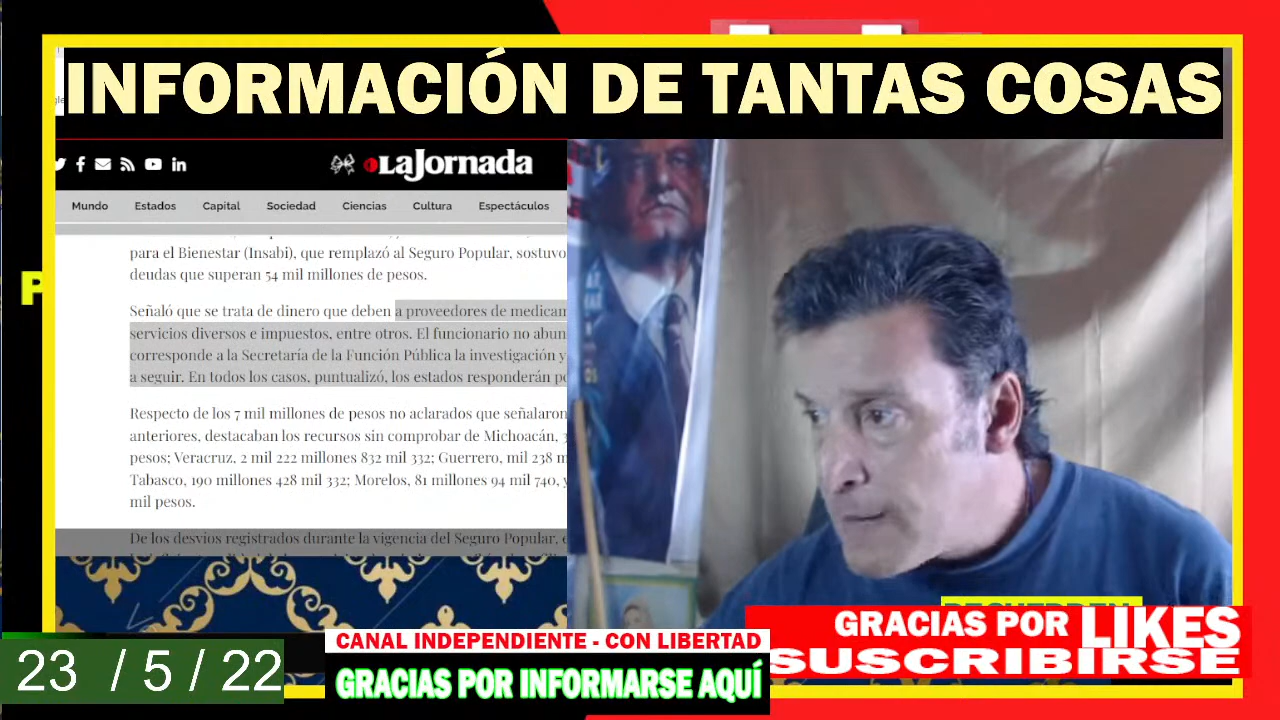 INFORMACIÓN DE TANTAS COSAS
LaJornada
Mundo Estados Capital Sociedad Ciencias Cultura Espectáculos
para el Bienestar (Insabi), que remplazó al Seguro Popular, sostuvo
deudas que superan 54 mil millones de pesos.
Señaló que se trata de dinero que deben a proveedores de medicam
servicios diversos e impuestos, entre otros. El funcionario no abun
corresponde a la Secretaría de la Función Pública la investigación y
a seguir. En todos los casos, puntualizó, los estados responderán po
Respecto de los 7 mil millones de pesos no aclarados que señalaron
anteriores, destacaban los recursos sin comprobar de Michoacán, 3
pesos; Veracruz, 2 mil 222 millones 832 mil 332; Guerrero, mil 238 m
Tabasco, 190 millones 428 mil 332; Morelos, 81 millones 94 mil 740, y
mil pesos.
De los desvíos registrados durante la vigencia del Seguro Popular, e
P
GRACIAS POR LIKES
SUSCRIBIRSE
CANAL INDEPENDIENTE - CON LIBERTAD
GRACIAS POR INFORMARSE AQUÍ
23 / 5 / 22